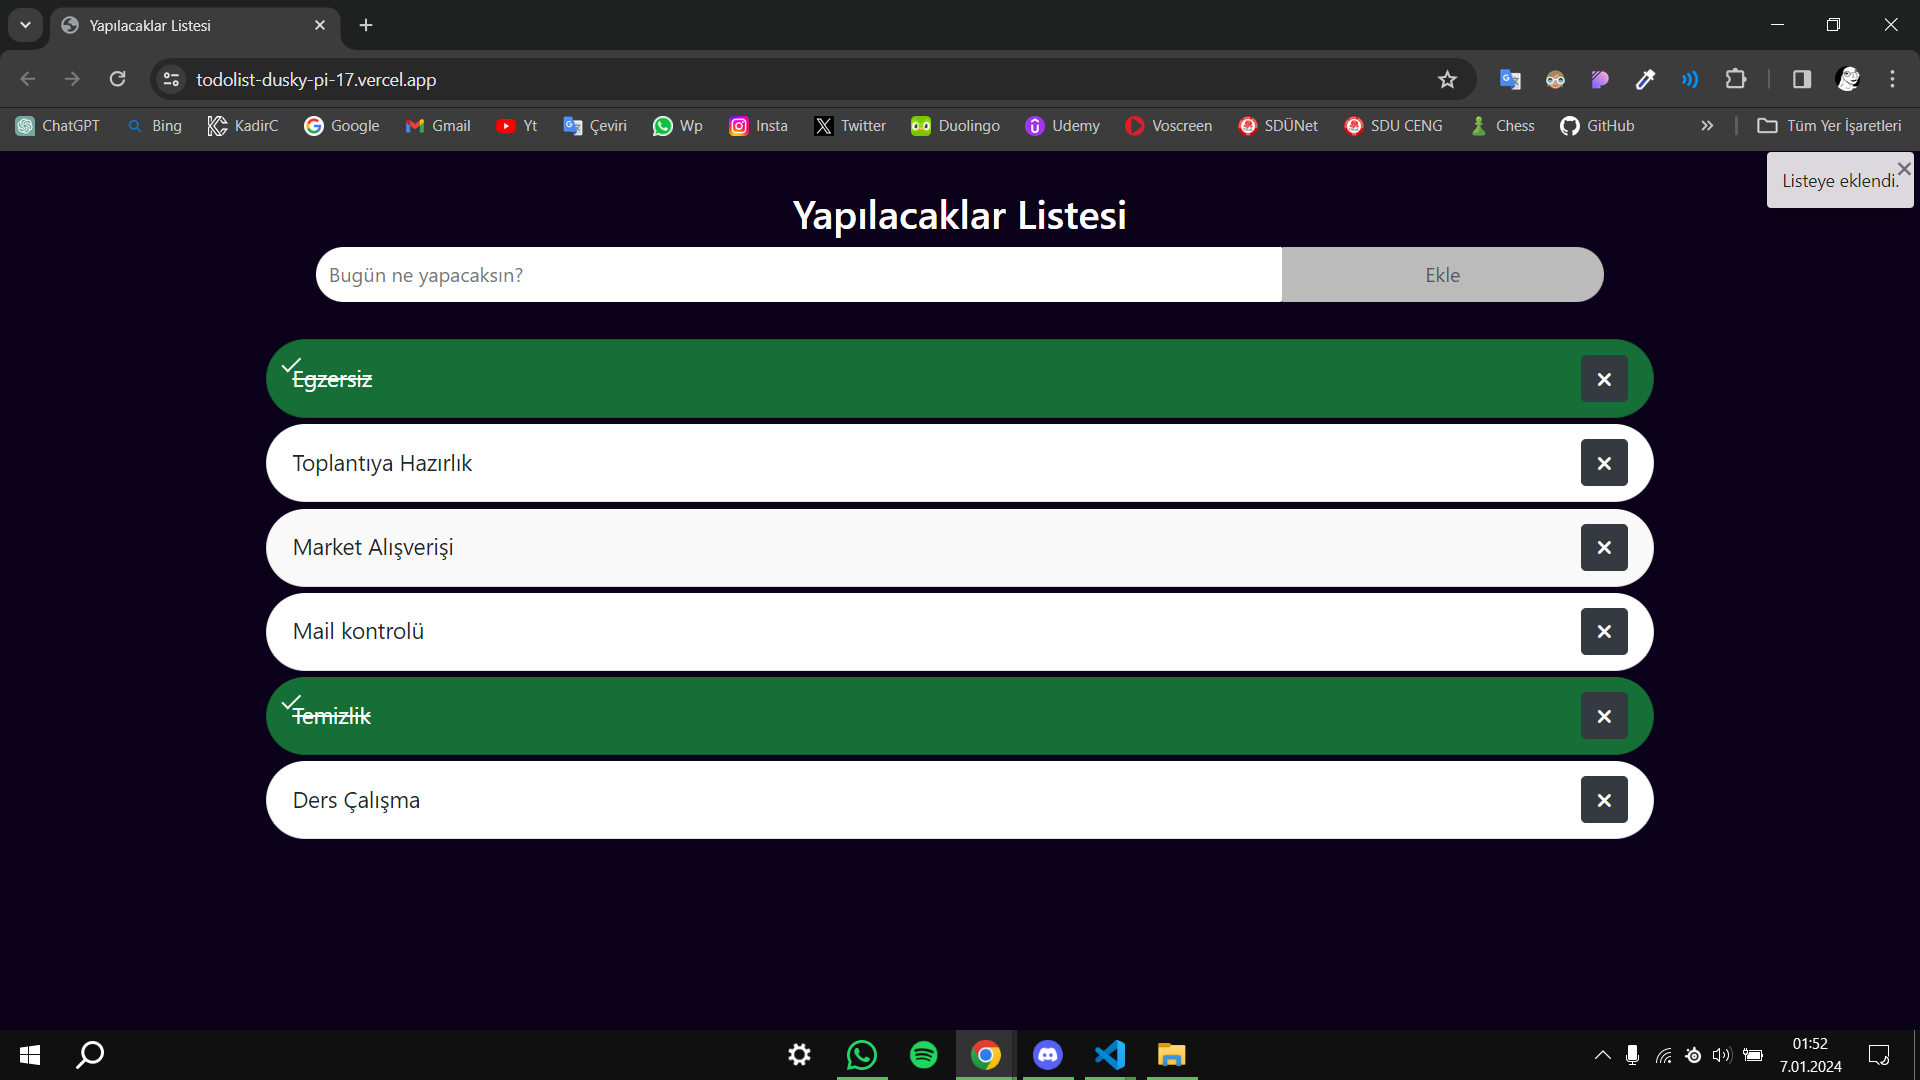 Yapılacaklar Listesi
todolist-dusky-pi-17.vercel.app
ChatGPT Bing KadirC Google Gmail Yt Çeviri Wp Insta Twitter Duolingo Udemy Voscreen SDÜNet SDU CENG Chess GitHub Tüm Yer İşaretleri
Listeye eklendi.
Yapılacaklar Listesi
Bugün ne yapacaksın? Ekle
Egzersiz
Toplantıya Hazırlık
Market Alışverişi
Mail kontrolü
Temizlik
Ders Çalışma
01:52
7.01.2024